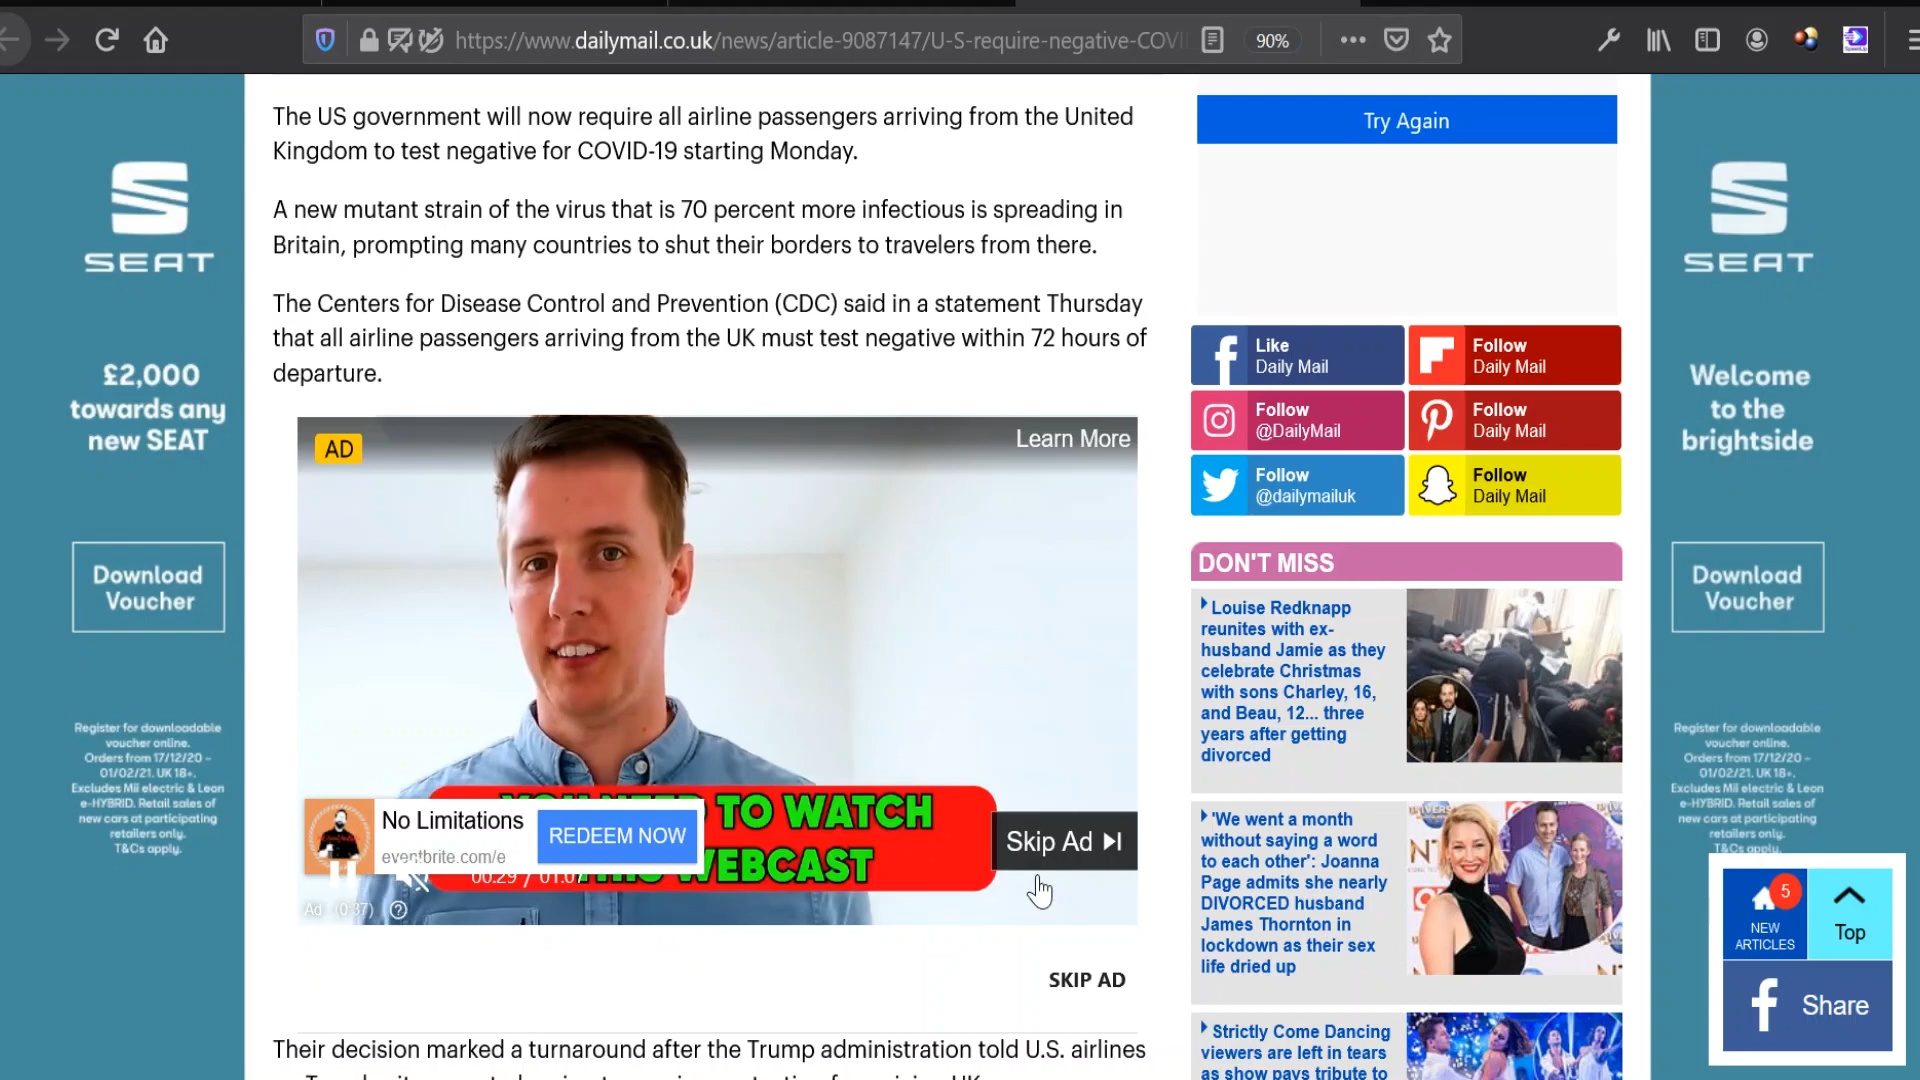 https://www.dailymail.co.uk/news/article-9087147/U-S-require-negative-COVI
90%
The US government will now require all airline passengers arriving from the United
Kingdom to test negative for COVID-19 starting Monday.
A new mutant strain of the virus that is 70 percent more infectious is spreading in
Britain, prompting many countries to shut their borders to travelers from there.
The Centers for Disease Control and Prevention (CDC) said in a statement Thursday
that all airline passengers arriving from the UK must test negative within 72 hours of
departure.
AD
Learn More
TO WATCH
WEBCAST
No Limitations
eventbrite.com/e
REDEEM NOW
Skip Ad
00:29 / 01:07
Ad (0:37)
SKIP AD
Their decision marked a turnaround after the Trump administration told U.S. airlines
SEAT
£2,000
towards any
new SEAT
Download
Voucher
Register for downloadable
voucher online.
Orders from 17/12/20 –
01/02/21. UK 18+.
Excludes Mii electric & Leon
e-HYBRID. Retail sales of
new cars at participating
retailers only.
T&Cs apply.
Try Again
Like
Daily Mail
Follow
Daily Mail
Follow
@DailyMail
Follow
Daily Mail
Follow
@dailymailuk
Follow
Daily Mail
DON'T MISS
Louise Redknapp
reunites with ex-
husband Jamie as they
celebrate Christmas
with sons Charley, 16,
and Beau, 12... three
years after getting
divorced
'We went a month
without saying a word
to each other': Joanna
Page admits she nearly
DIVORCED husband
James Thornton in
lockdown as their sex
life dried up
Strictly Come Dancing
viewers are left in tears
as show pays tribute to
SEAT
Welcome
to the
brightside
Download
Voucher
Register for downloadable
voucher online.
Orders from 17/12/20 –
01/02/21. UK 18+.
Excludes Mii electric & Leon
e-HYBRID. Retail sales of
new cars at participating
retailers only.
T&Cs apply.
5
NEW
ARTICLES
Top
Share